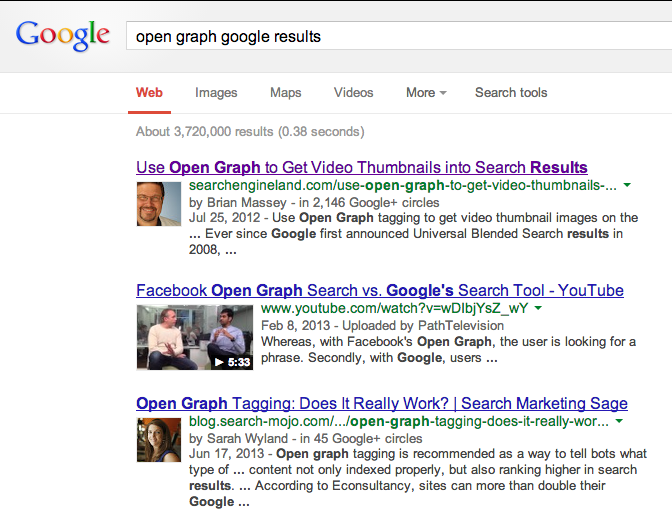 Google
open graph google results
Web Images Maps Videos More Search tools
About 3,720,000 results (0.38 seconds)
Use Open Graph to Get Video Thumbnails into Search Results
searchengineland.com/use-open-graph-to-get-video-thumbnails-...
by Brian Massey - in 2,146 Google+ circles
Jul 25, 2012 - Use Open Graph tagging to get video thumbnail images on the
... Ever since Google first announced Universal Blended Search results in
2008, ...
Facebook Open Graph Search vs. Google's Search Tool - YouTube
www.youtube.com/watch?v=wDIbjYsZ_wY
Feb 8, 2013 - Uploaded by PathTelevision
Whereas, with Facebook's Open Graph, the user is looking for a
phrase. Secondly, with Google, users ...
5:33
Open Graph Tagging: Does It Really Work? | Search Marketing Sage
blog.search-mojo.com/.../open-graph-tagging-does-it-really-wor...
by Sarah Wyland - in 45 Google+ circles
Jun 17, 2013 - Open graph tagging is recommended as a way to tell bots what
type of ... content not only indexed properly, but also ranking higher in search
results. ... According to Econsultancy, sites can more than double their
Google ...